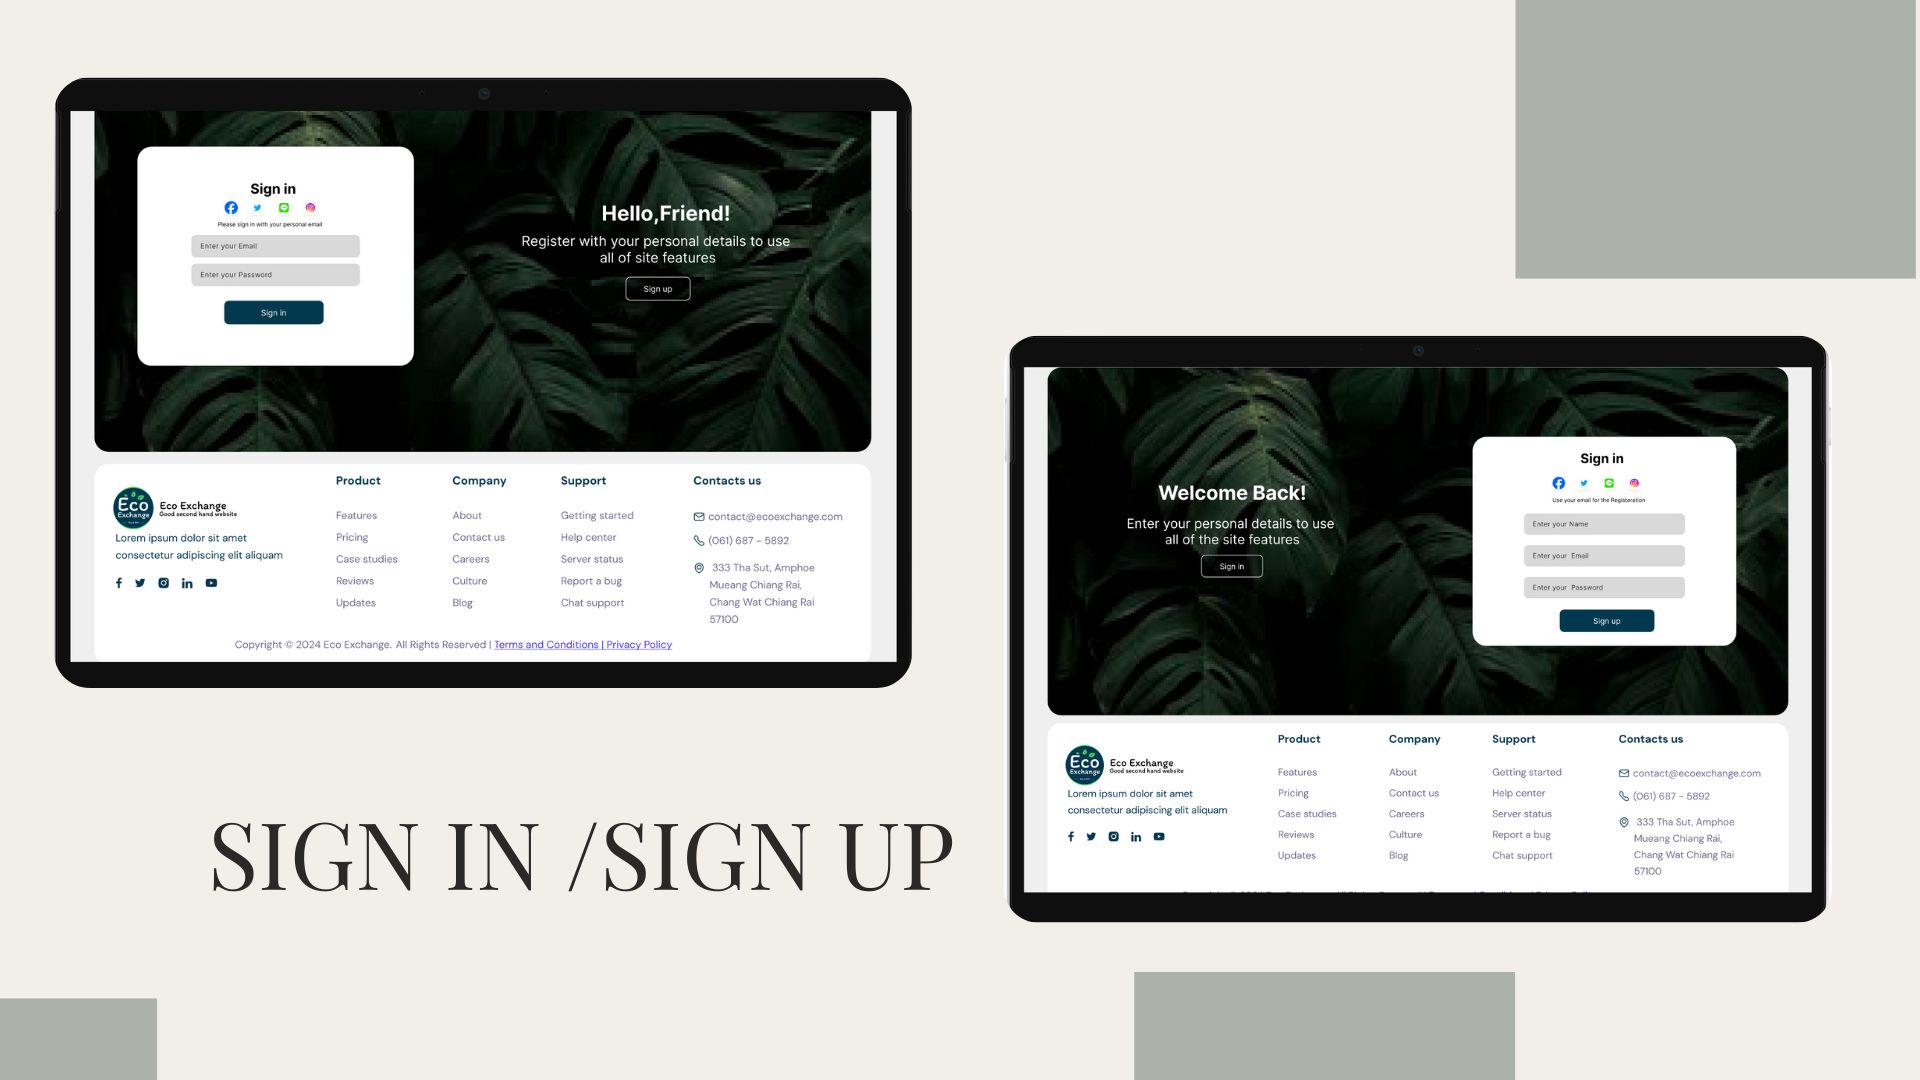 Sign in
Please sign in with your personal email
Enter your Email
Enter your Password
Sign in
Hello,Friend!
Register with your personal details to use
all of site features
Sign up
Eco
Exchange
Eco Exchange
Good second hand website
Lorem ipsum dolor sit amet
consectetur adipiscing elit aliquam
Product
Features
Pricing
Case studies
Reviews
Updates
Company
About
Contact us
Careers
Culture
Blog
Support
Getting started
Help center
Server status
Report a bug
Chat support
Contacts us
contact@ecoexchange.com
(061) 687 - 5892
333 Tha Sut, Amphoe
Mueang Chiang Rai,
Chang Wat Chiang Rai
57100
Copyright © 2024 Eco Exchange. All Rights Reserved | Terms and Conditions | Privacy Policy
Welcome Back!
Enter your personal details to use
all of the site features
Sign in
Sign in
Use your email for the Registeration
Enter your Name
Enter your Email
Enter your Password
Sign up
Eco
Exchange
Eco Exchange
Good second hand website
Lorem ipsum dolor sit amet
consectetur adipiscing elit aliquam
Product
Features
Pricing
Case studies
Reviews
Updates
Company
About
Contact us
Careers
Culture
Blog
Support
Getting started
Help center
Server status
Report a bug
Chat support
Contacts us
contact@ecoexchange.com
(061) 687 - 5892
333 Tha Sut, Amphoe
Mueang Chiang Rai,
Chang Wat Chiang Rai
57100
SIGN IN /SIGN UP